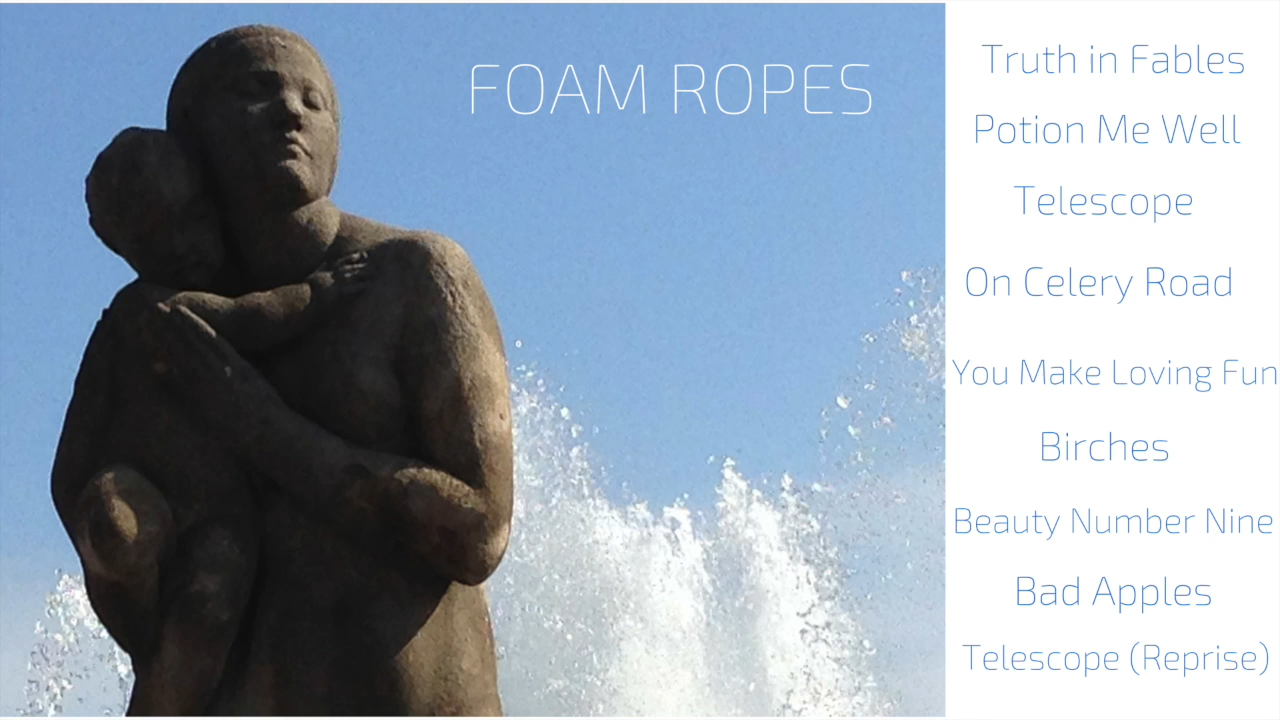 FOAM ROPES
Truth in Fables
Potion Me Well
Telescope
On Celery Road
You Make Loving Fun
Birches
Beauty Number Nine
Bad Apples
Telescope (Reprise)